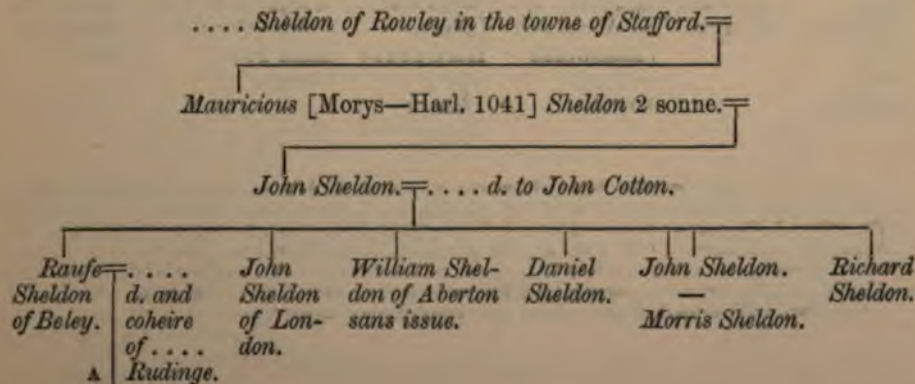 .... Sheldon of Rowley in the towne of Stafford.
Mauricious [Morys—Harl. 1041] Sheldon 2 sonne.
John Sheldon. .... d. to John Cotton.
Raufe
Sheldon
of Beley.
A
....
d. and
coheire
of ....
Rudinge.
John
Sheldon
of Lon-
don.
William Shel-
don of Aberton
sans issue.
Daniel
Sheldon.
John Sheldon.
—
Morris Sheldon.
Richard
Sheldon.